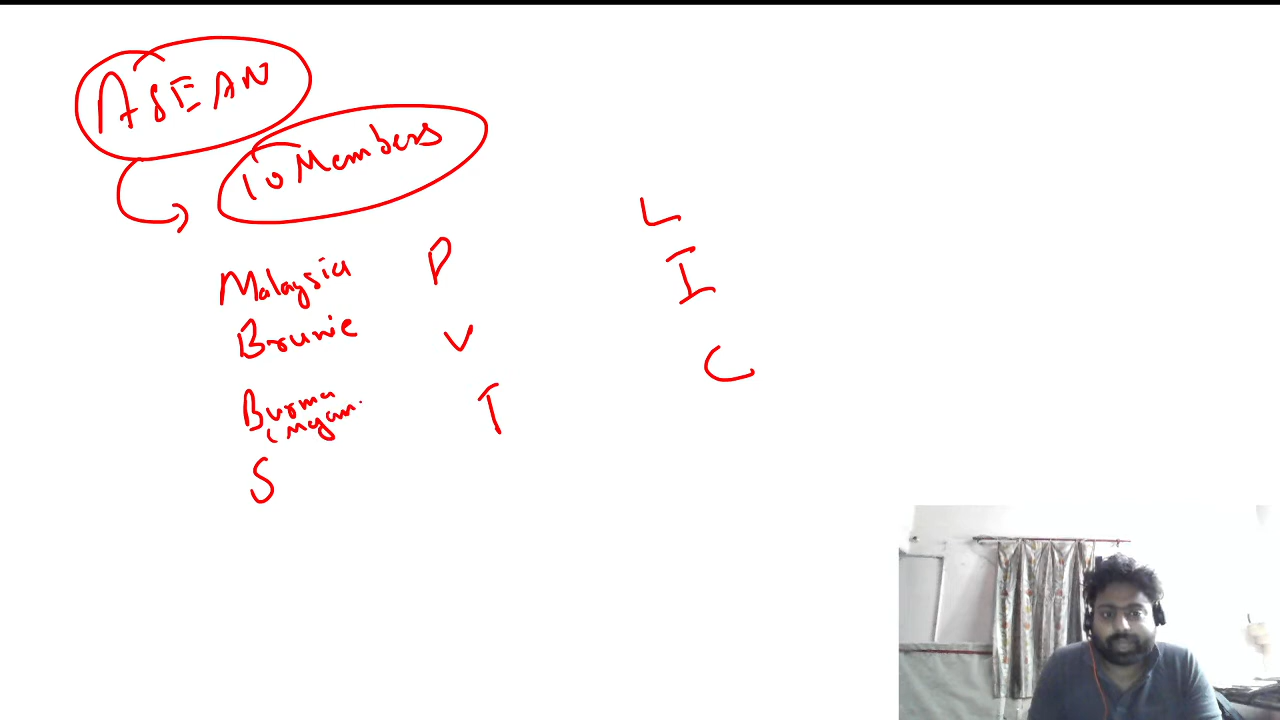 ASEAN
10 Members
Malaysia P
Brunie V
Burma T
(Myan.
S
L
I
C